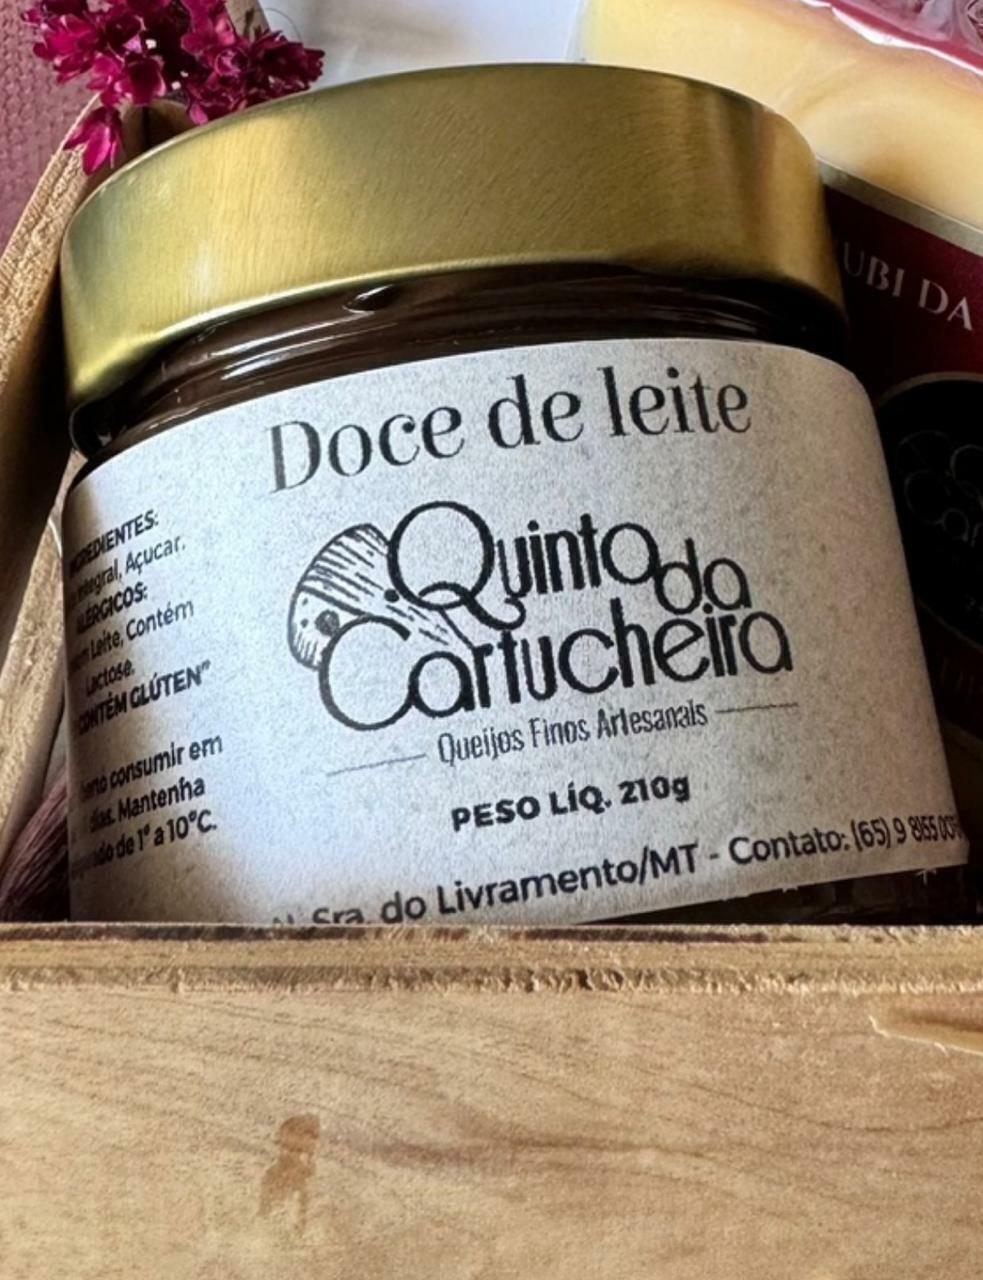 Doce de leite
Quinta da
Cartucheira
Queijos Finos Artesanais
PESO LÍQ. 210g
Sra. do Livramento/MT - Contato: (65) 9
INGREDIENTES:
Integral, Açucar.
ALÉRGICOS:
Leite, Contém
Lactose.
CONTÉM GLÚTEN"
consumir em
dias. Mantenha
de 1° a 10°C.
UBI DA